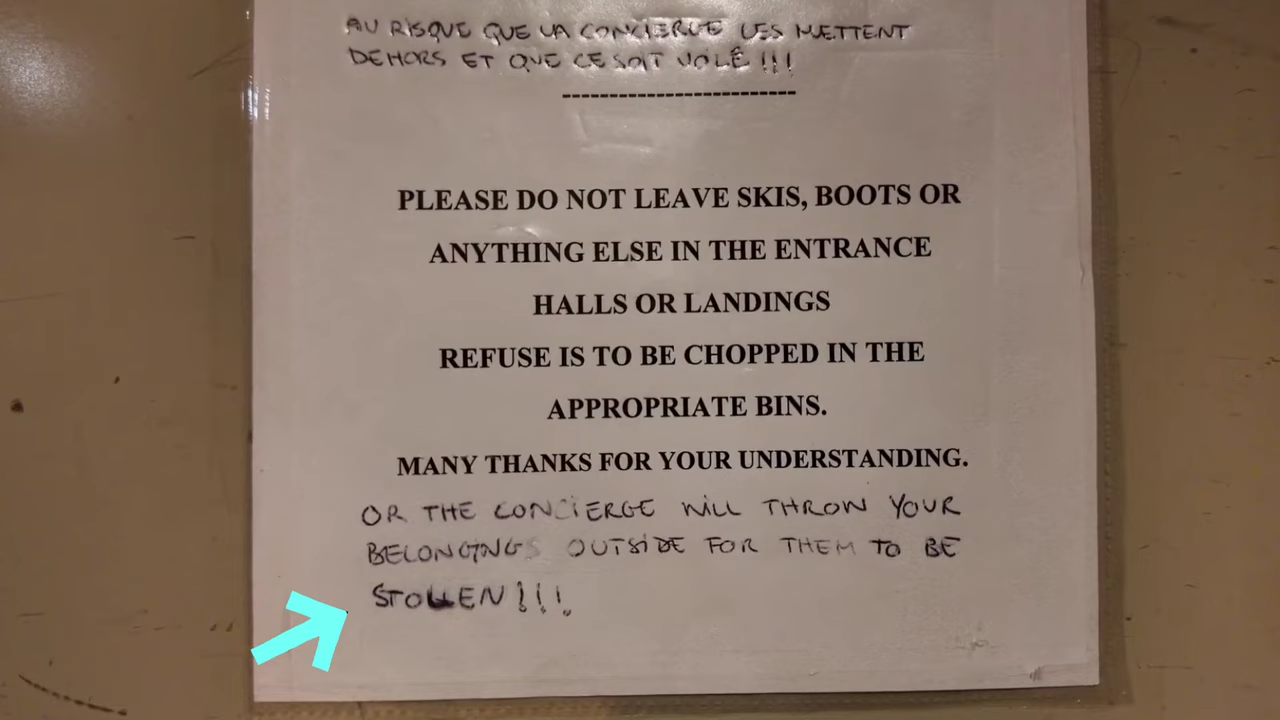 AU RISQUE QUE LA CONCIERGE LES METTENT
DEHORS ET QUE CE SOIT VOLÉ !!!
------------------------
PLEASE DO NOT LEAVE SKIS, BOOTS OR
ANYTHING ELSE IN THE ENTRANCE
HALLS OR LANDINGS
REFUSE IS TO BE CHOPPED IN THE
APPROPRIATE BINS.
MANY THANKS FOR YOUR UNDERSTANDING.
OR THE CONCIERGE WILL THROW YOUR
BELONGINGS OUTSIDE FOR THEM TO BE
STOLLEN !!!